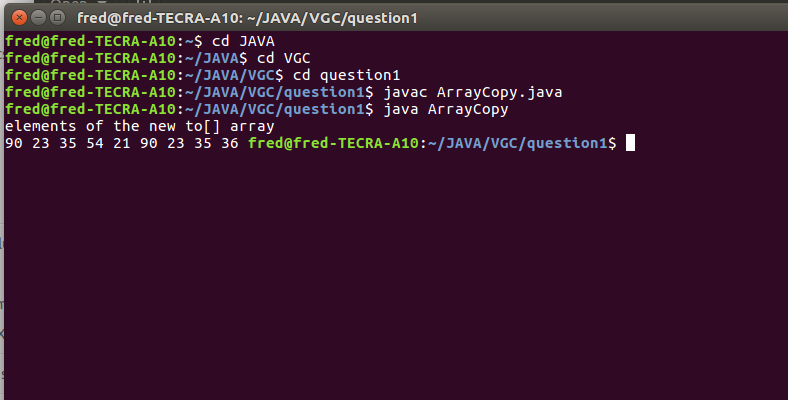 fred@fred-TECRA-A10: ~/JAVA/VGC/question1
fred@fred-TECRA-A10:~$ cd JAVA
fred@fred-TECRA-A10:~/JAVA$ cd VGC
fred@fred-TECRA-A10:~/JAVA/VGC$ cd question1
fred@fred-TECRA-A10:~/JAVA/VGC/question1$ javac ArrayCopy.java
fred@fred-TECRA-A10:~/JAVA/VGC/question1$ java ArrayCopy
elements of the new to[] array
90 23 35 54 21 90 23 35 36 fred@fred-TECRA-A10:~/JAVA/VGC/question1$